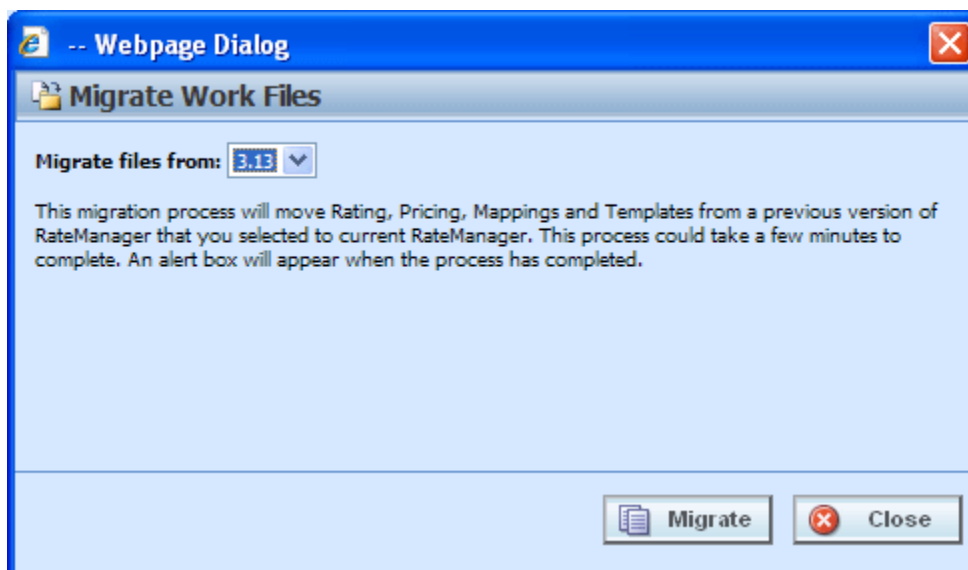 -- Webpage Dialog
Migrate Work Files
Migrate files from: 3.13
This migration process will move Rating, Pricing, Mappings and Templates from a previous version of
RateManager that you selected to current RateManager. This process could take a few minutes to
complete. An alert box will appear when the process has completed.
Migrate
Close